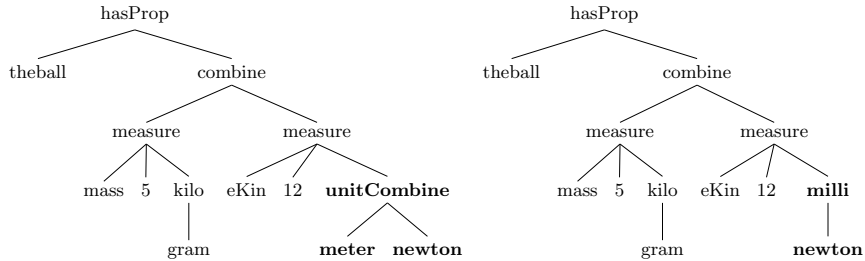 hasProp hasProp
theball combine theball combine
measure measure measure measure
mass 5 kilo eKin 12 unitCombine mass 5 kilo eKin 12 milli
gram meter newton gram newton